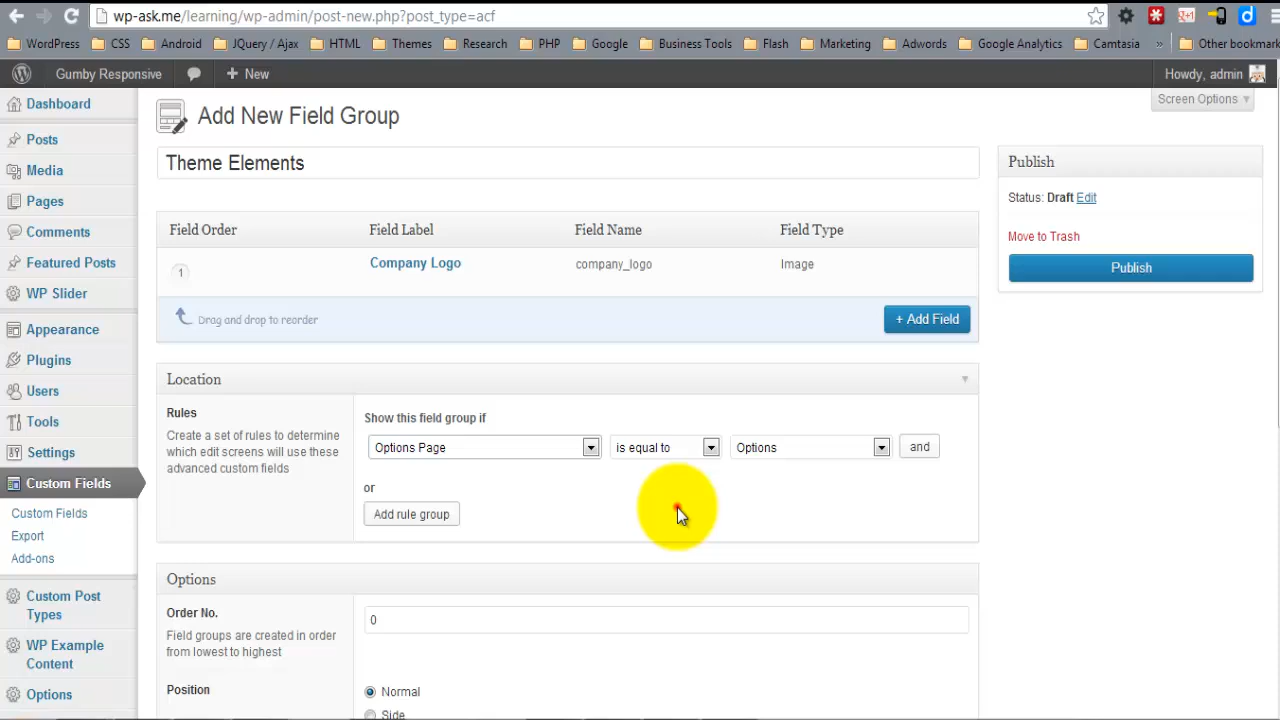 wp-ask.me/learning/wp-admin/post-new.php?post_type=acf
WordPress CSS Android JQuery / Ajax HTML Themes Research PHP Google Business Tools Flash Marketing Adwords Google Analytics Camtasia » Other bookmark
Gumby Responsive + New Howdy, admin
Screen Options
Dashboard
Posts
Media
Pages
Comments
Featured Posts
WP Slider
Appearance
Plugins
Users
Tools
Settings
Custom Fields
Custom Fields
Export
Add-ons
Custom Post
Types
WP Example
Content
Options
Add New Field Group
Theme Elements
Field Order Field Label Field Name Field Type
1 Company Logo company_logo Image
Drag and drop to reorder + Add Field
Location
Rules
Create a set of rules to determine
which edit screens will use these
advanced custom fields
Show this field group if
Options Page is equal to Options and
or
Add rule group
Options
Order No.
Field groups are created in order
from lowest to highest
0
Position
Normal
Side
Publish
Status: Draft Edit
Move to Trash
Publish